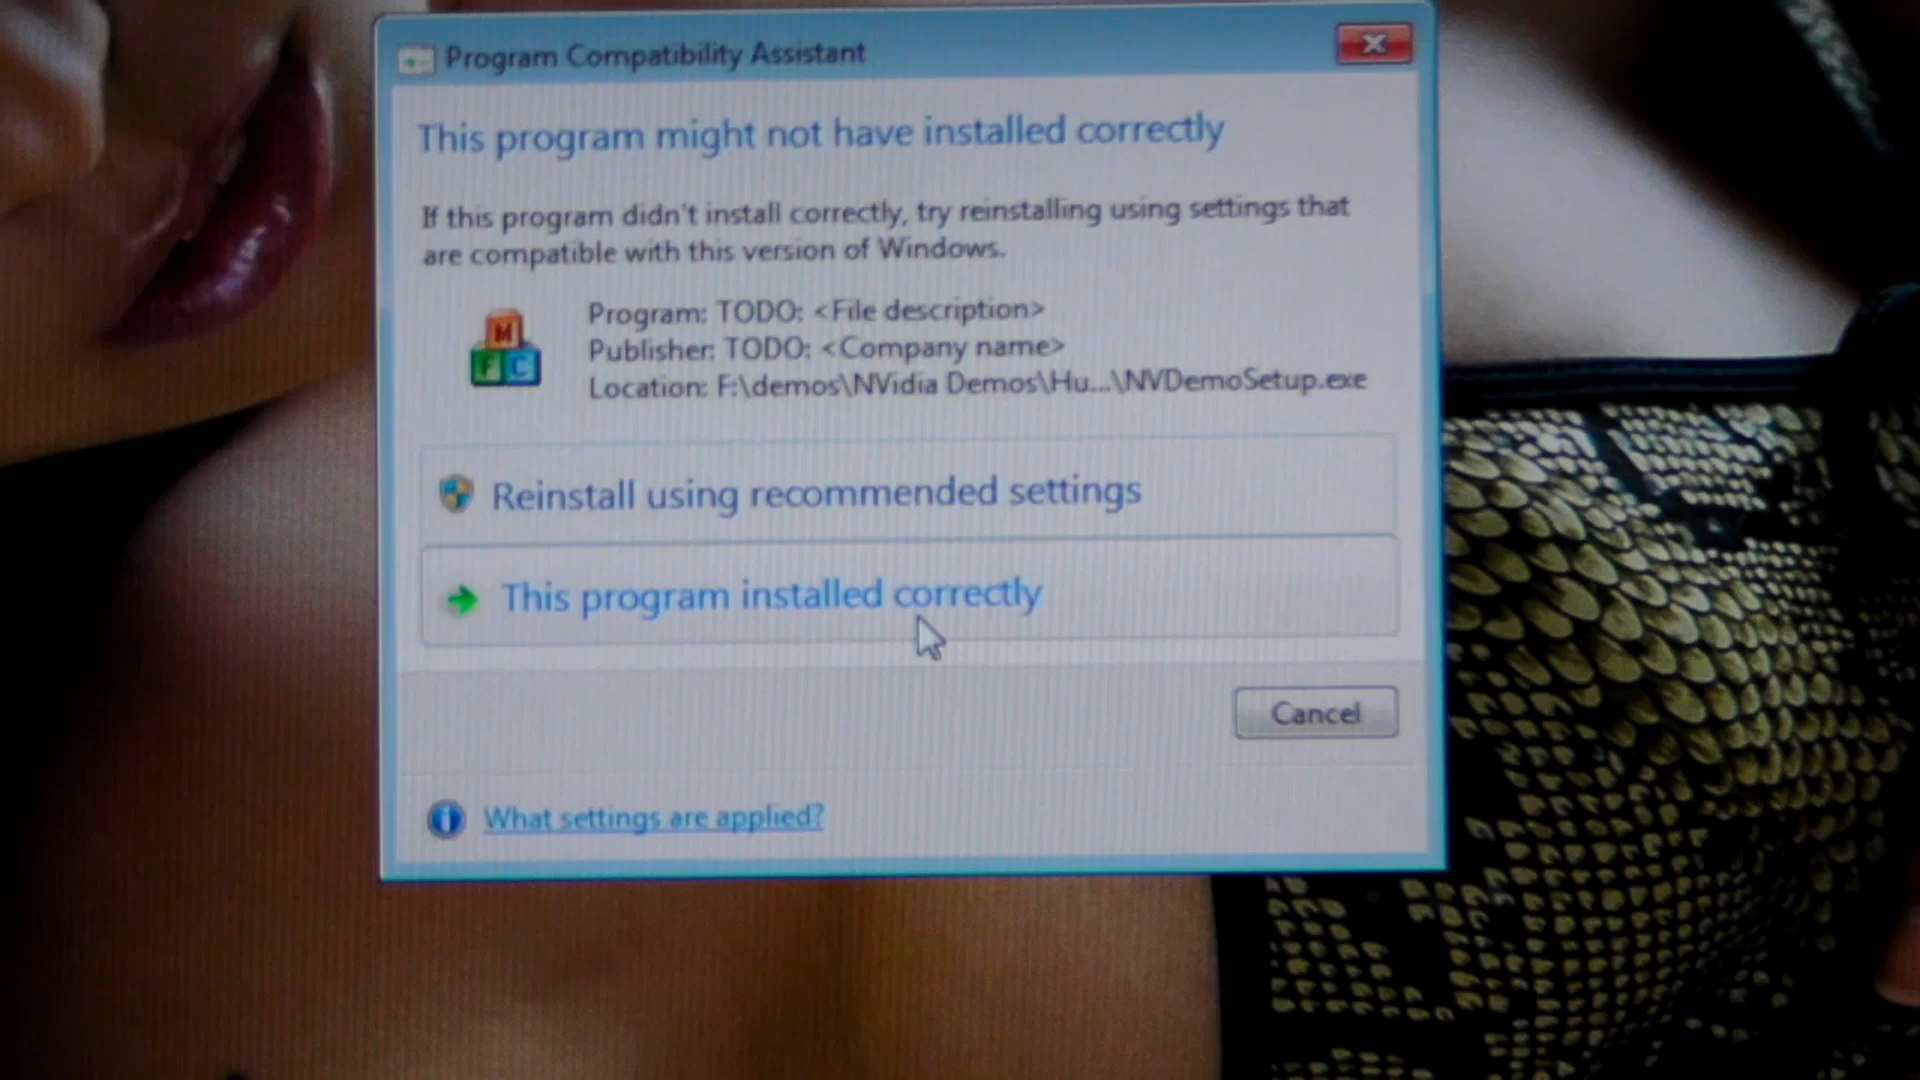 Program Compatibility Assistant
This program might not have installed correctly
If this program didn't install correctly, try reinstalling using settings that
are compatible with this version of Windows.
M
F C
Program: TODO: <File description>
Publisher: TODO: <Company name>
Location: F:\demos\NVidia Demos\Hu...\NVDemoSetup.exe
Reinstall using recommended settings
This program installed correctly
Cancel
What settings are applied?